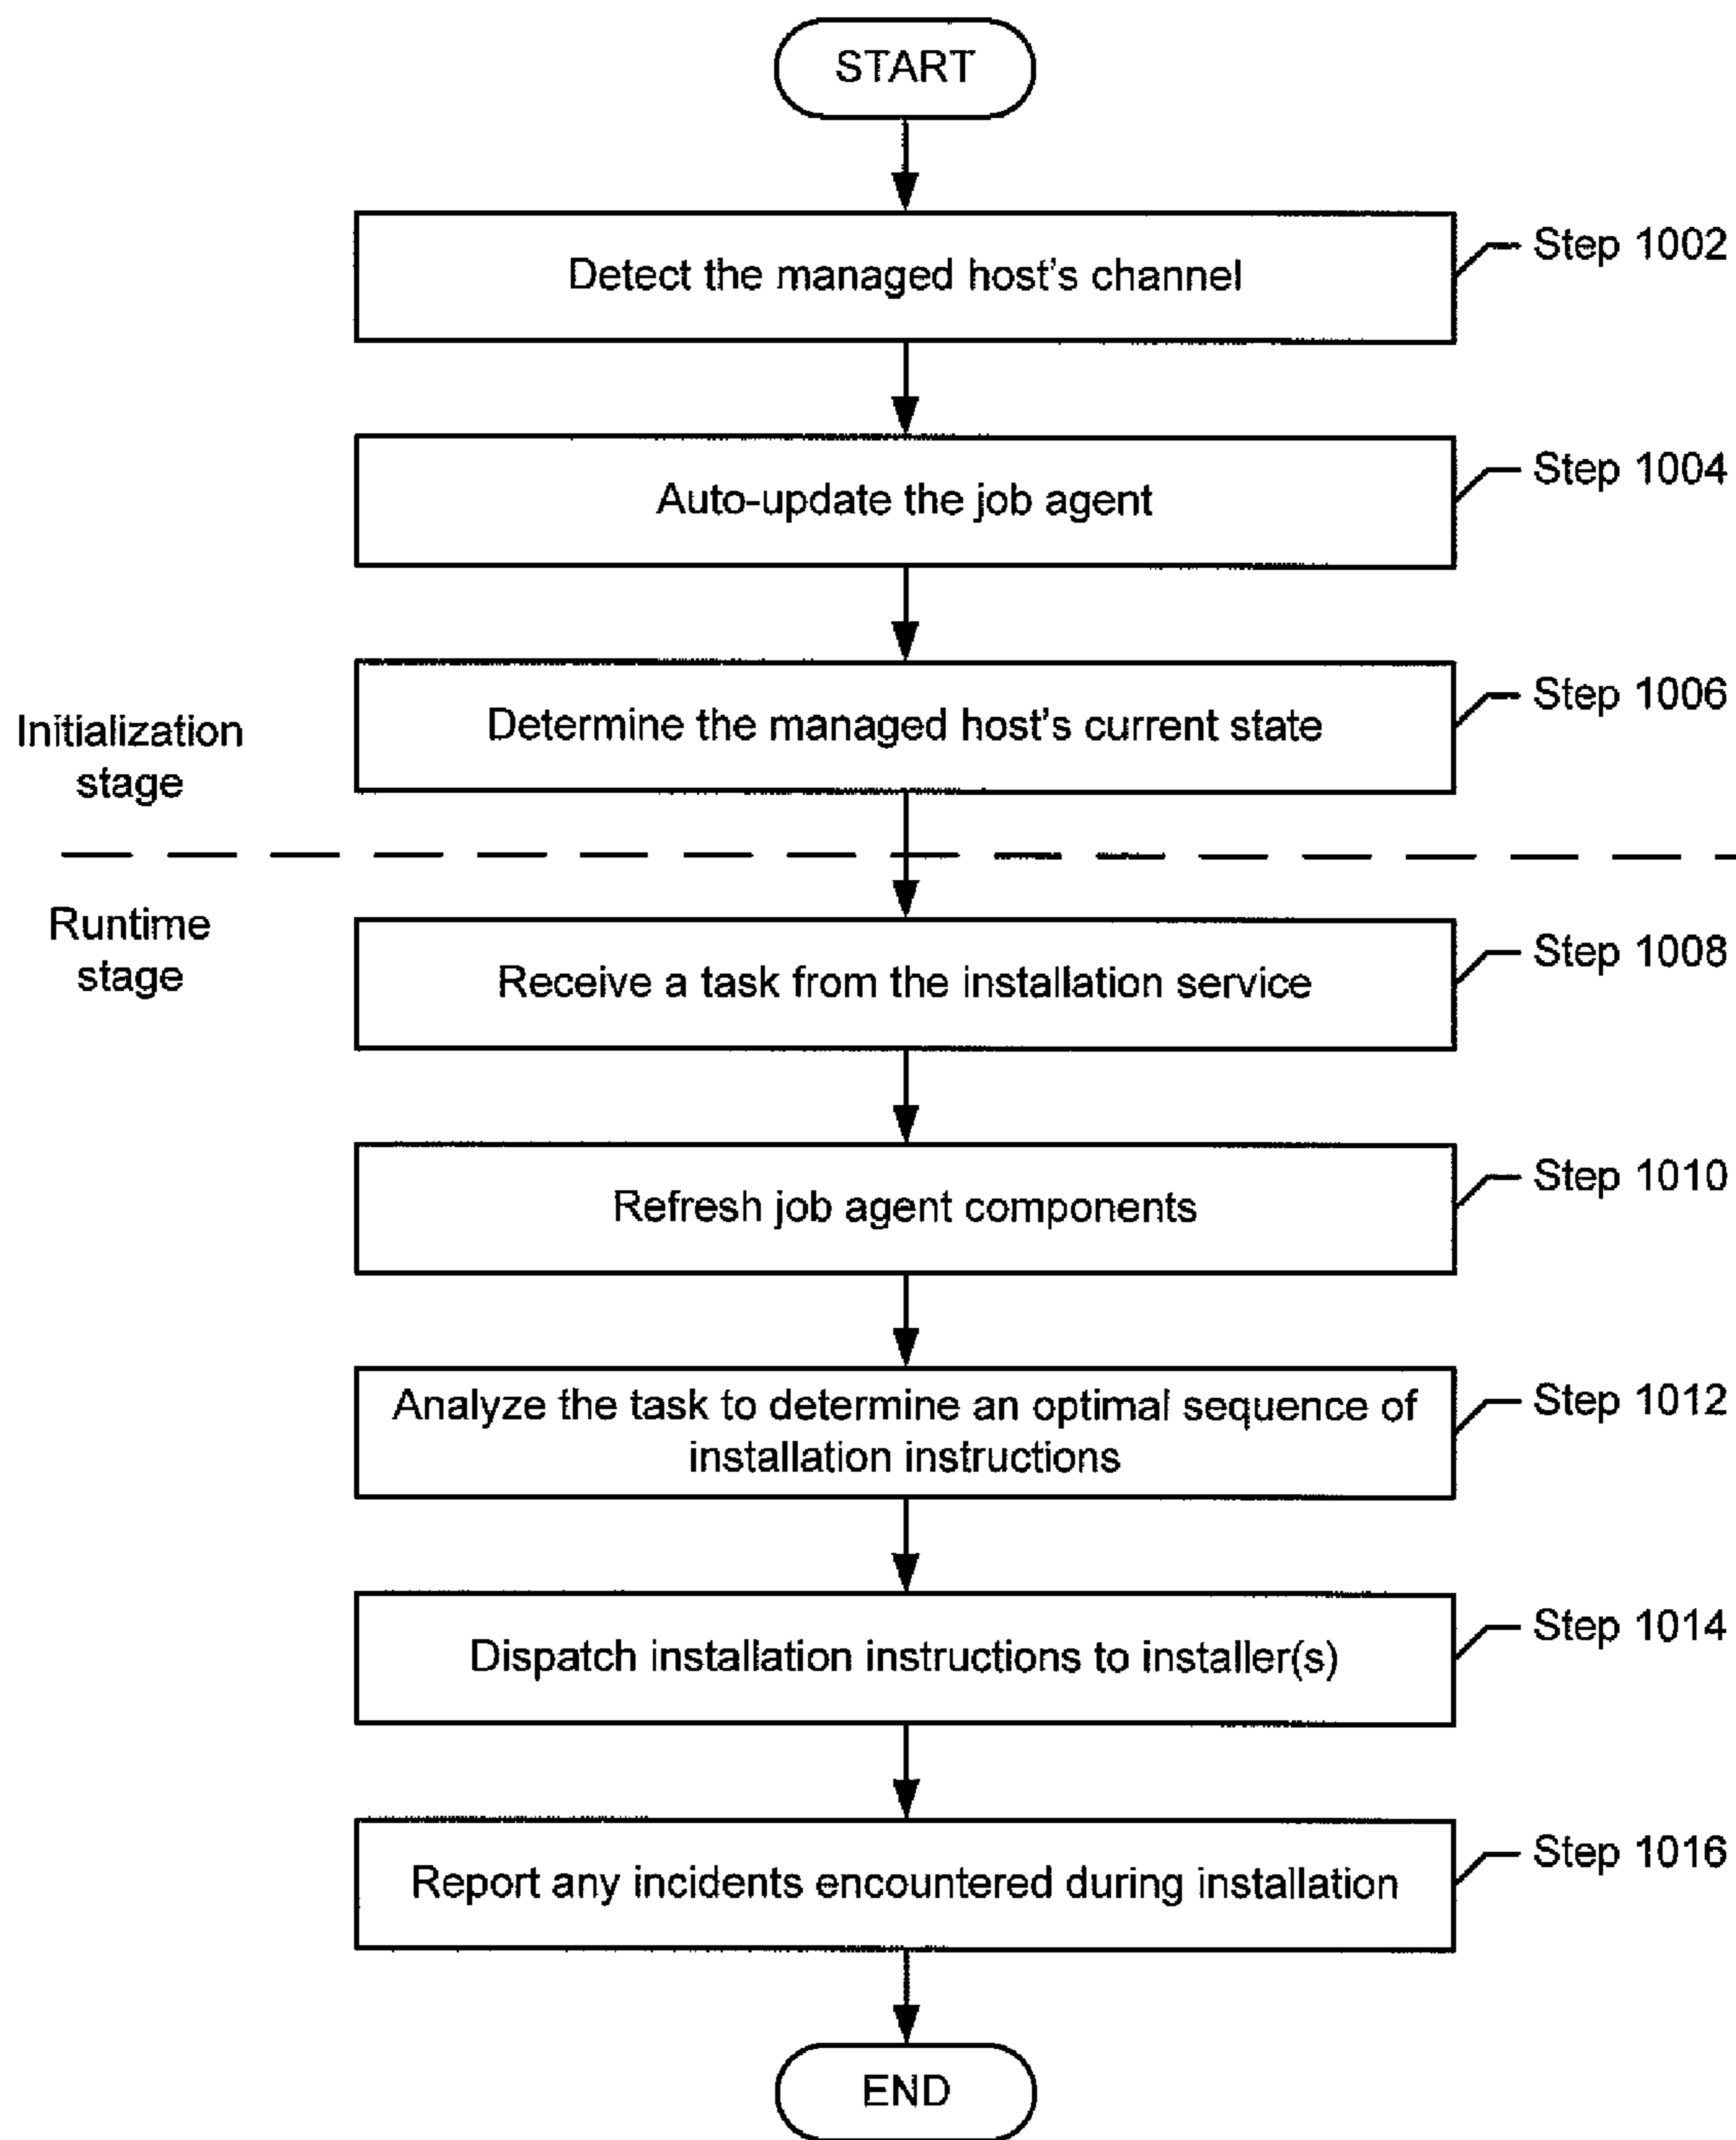 START
Detect the managed host's channel
Step 1002
Auto-update the job agent
Step 1004
Determine the managed host's current state
Step 1006
Initialization
stage
Runtime
stage
Receive a task from the installation service
Step 1008
Refresh job agent components
Step 1010
Analyze the task to determine an optimal sequence of
installation instructions
Step 1012
Dispatch installation instructions to installer(s)
Step 1014
Report any incidents encountered during installation
Step 1016
END